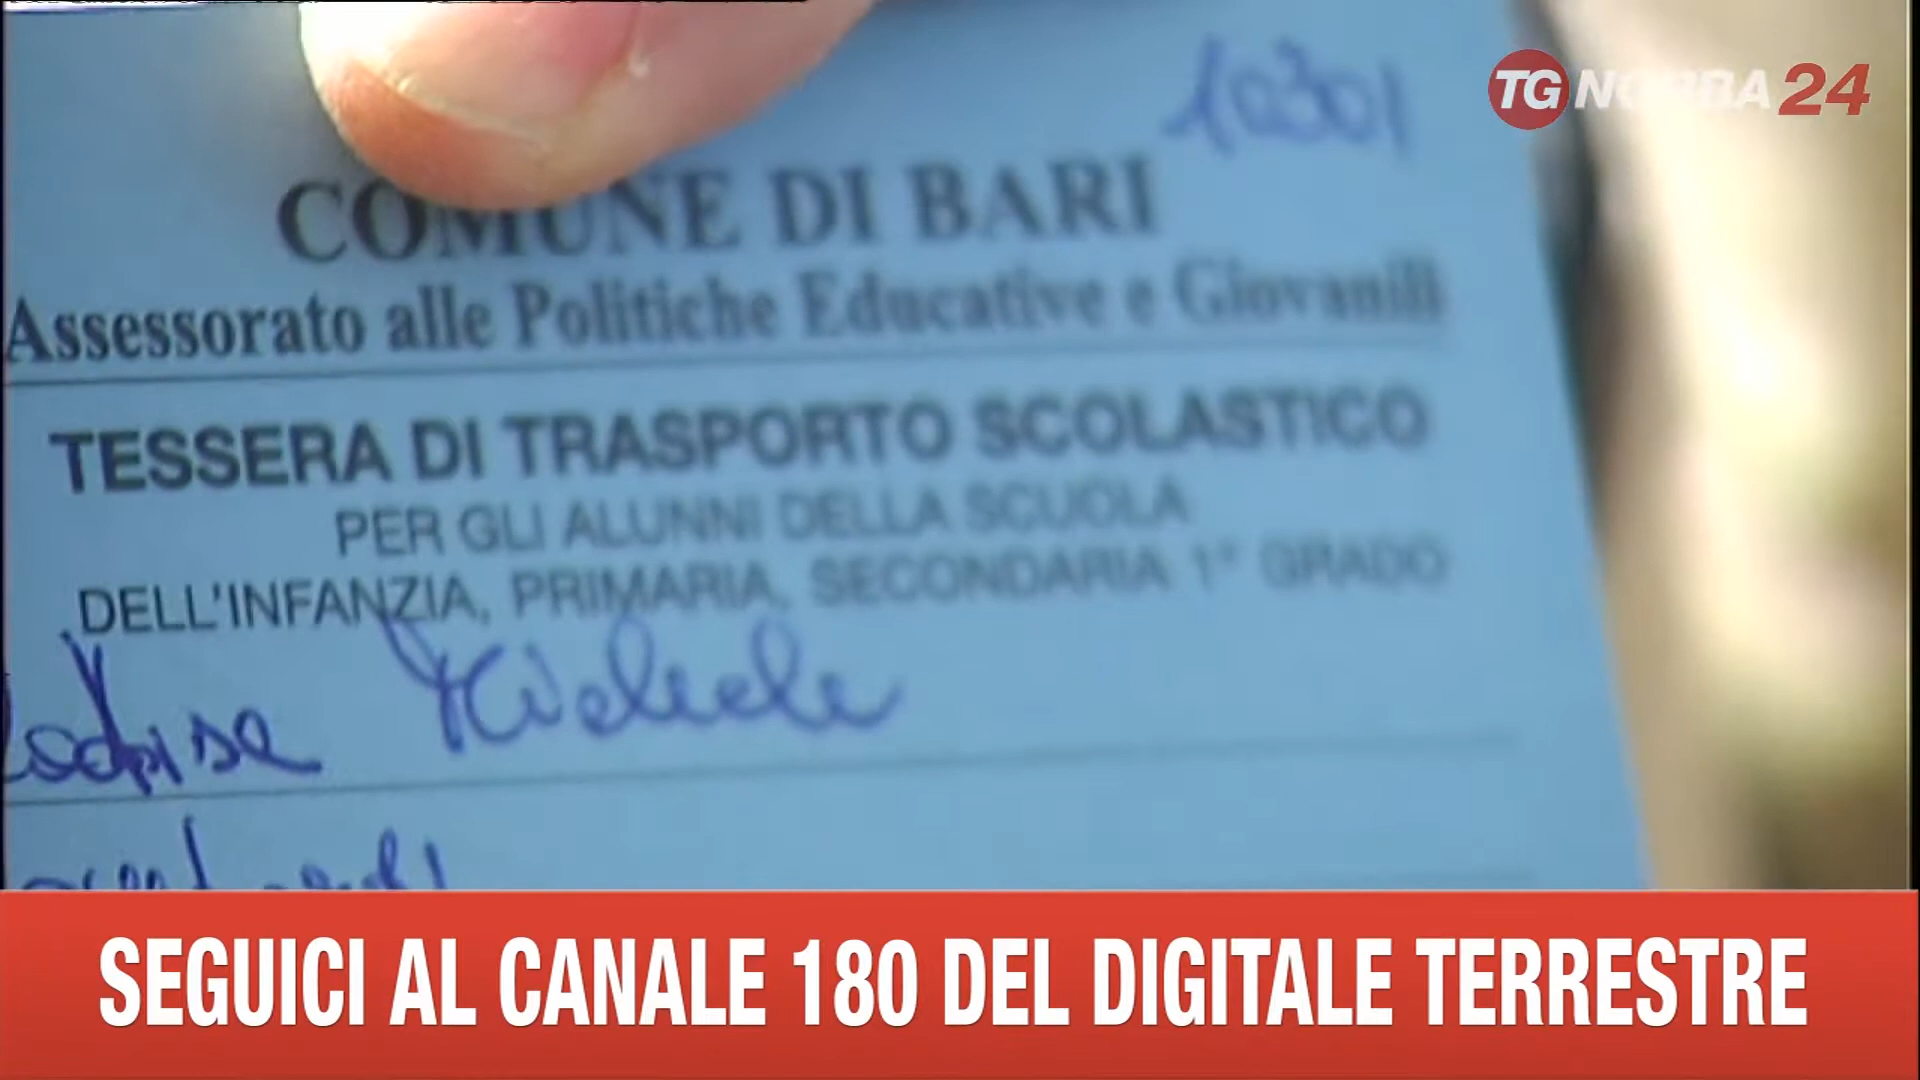 10301
TG NORBA 24
COMUNE DI BARI
Assessorato alle Politiche Educative e Giovanili
TESSERA DI TRASPORTO SCOLASTICO
PER GLI ALUNNI DELLA SCUOLA
DELL'INFANZIA, PRIMARIA, SECONDARIA 1° GRADO
Michele
SEGUICI AL CANALE 180 DEL DIGITALE TERRESTRE